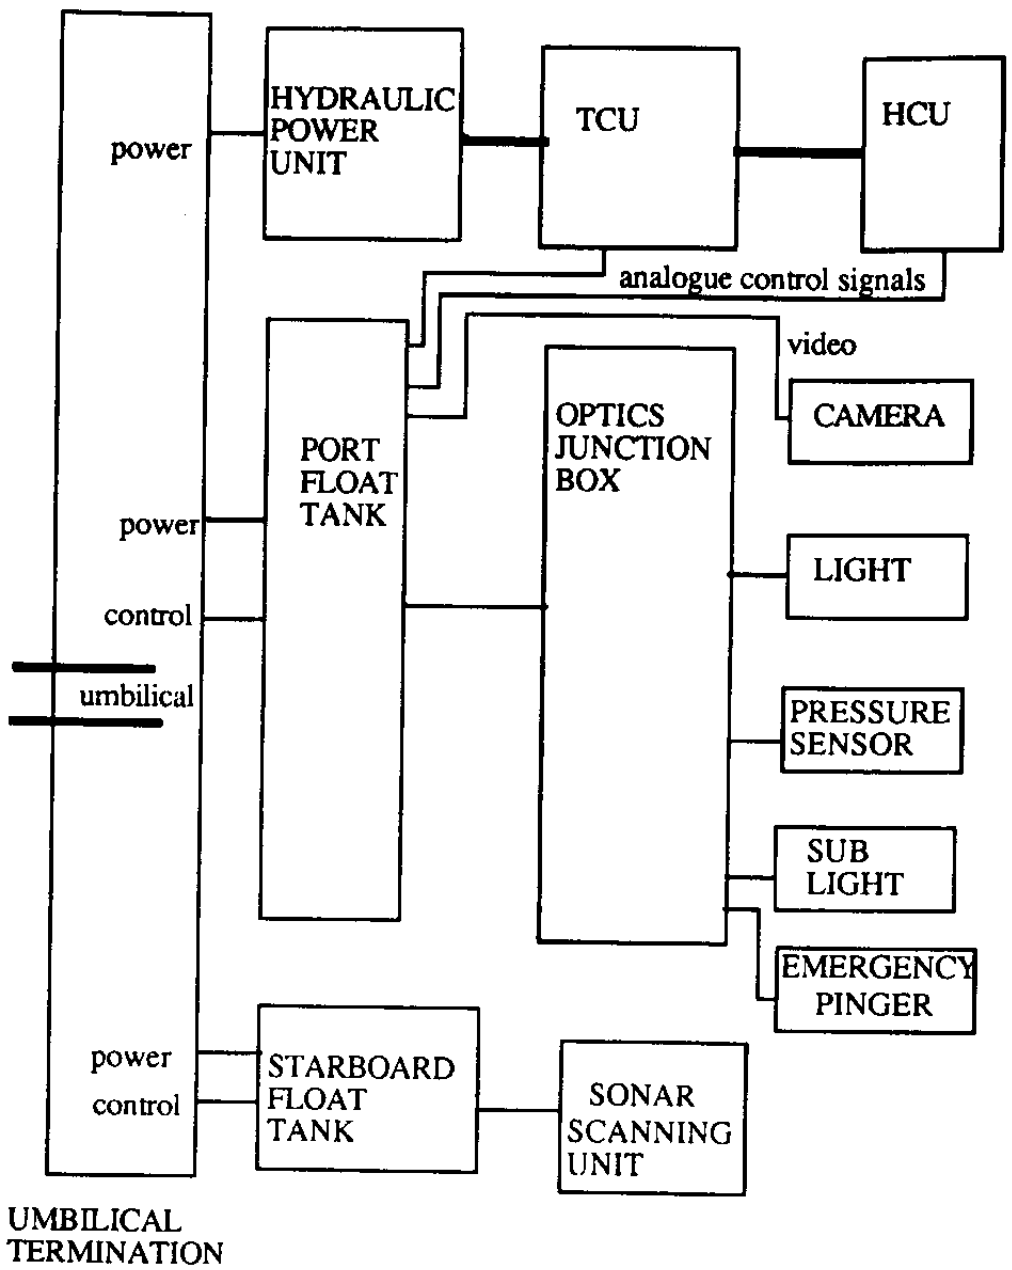 HYDRAULIC
POWER
UNIT
TCU
HCU
power
analogue control signals
video
CAMERA
OPTICS
JUNCTION
BOX
PORT
FLOAT
TANK
power
LIGHT
control
umbilical
PRESSURE
SENSOR
SUB
LIGHT
EMERGENCY
PINGER
power
control
STARBOARD
FLOAT
TANK
SONAR
SCANNING
UNIT
UMBILICAL
TERMINATION